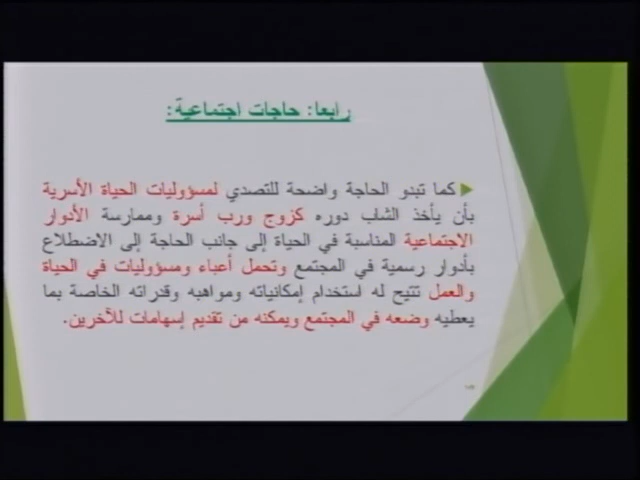 رابعا: حاجات اجتماعية:
كما تبدو الحاجة واضحة للتصدي لمسؤوليات الحياة الأسرية
بأن يأخذ الشاب دوره كزوج ورب أسرة وممارسة الأدوار
الاجتماعية المناسبة في الحياة إلى جانب الحاجة إلى الاضطلاع
بأدوار رسمية في المجتمع وتحمل أعباء ومسؤوليات في الحياة
والعمل تتيح له استخدام إمكانياته ومواهبه وقدراته الخاصة بما
يعطيه وضعه في المجتمع ويمكنه من تقديم إسهامات للآخرين.